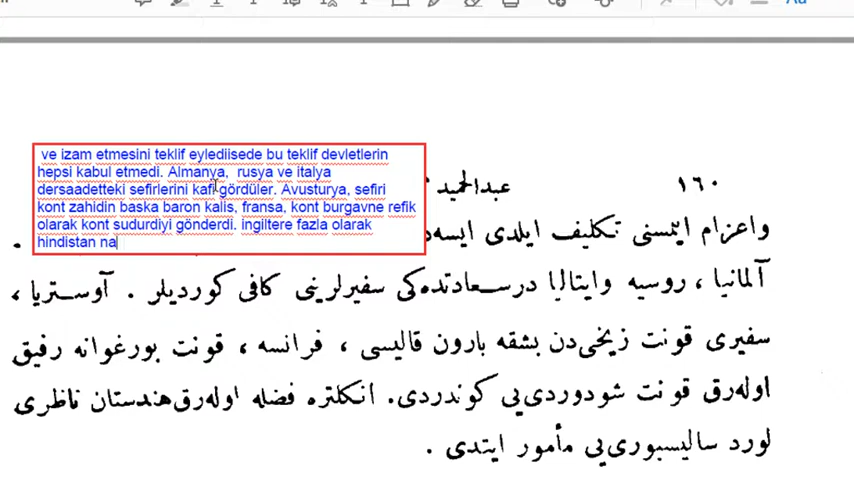 Aa
ve izam etmesini teklif eylediisede bu teklif devletlerin
hepsi kabul etmedi. Almanya, rusya ve italya
dersaadetteki sefirlerini kafi gördüler. Avusturya, sefiri
kont zahidin baska baron kalis, fransa, kont burgavne refik
olarak kont sudurdiyi gönderdi. ingiltere fazla olarak
hindistan na
عبدالحمید ١٦٠
واعزام ایتمسنی تکلیف ایلدی ایسه‌ده
آلمانیا ، روسیه وایتالیا درسعادتده‌کی سفیرلرینی کافی کوردیلر . آوستریا ،
سفیری قونت زیخی‌دن بشقه بارون قالیسی ، فرانسه ، قونت بورغوانه رفیق
اوله‌رق قونت شودوردی‌یی کوندردی. انکلتره فضله اوله‌رق هندستان ناظری
لورد سالیسبوری‌یی مأمور ایتدی .